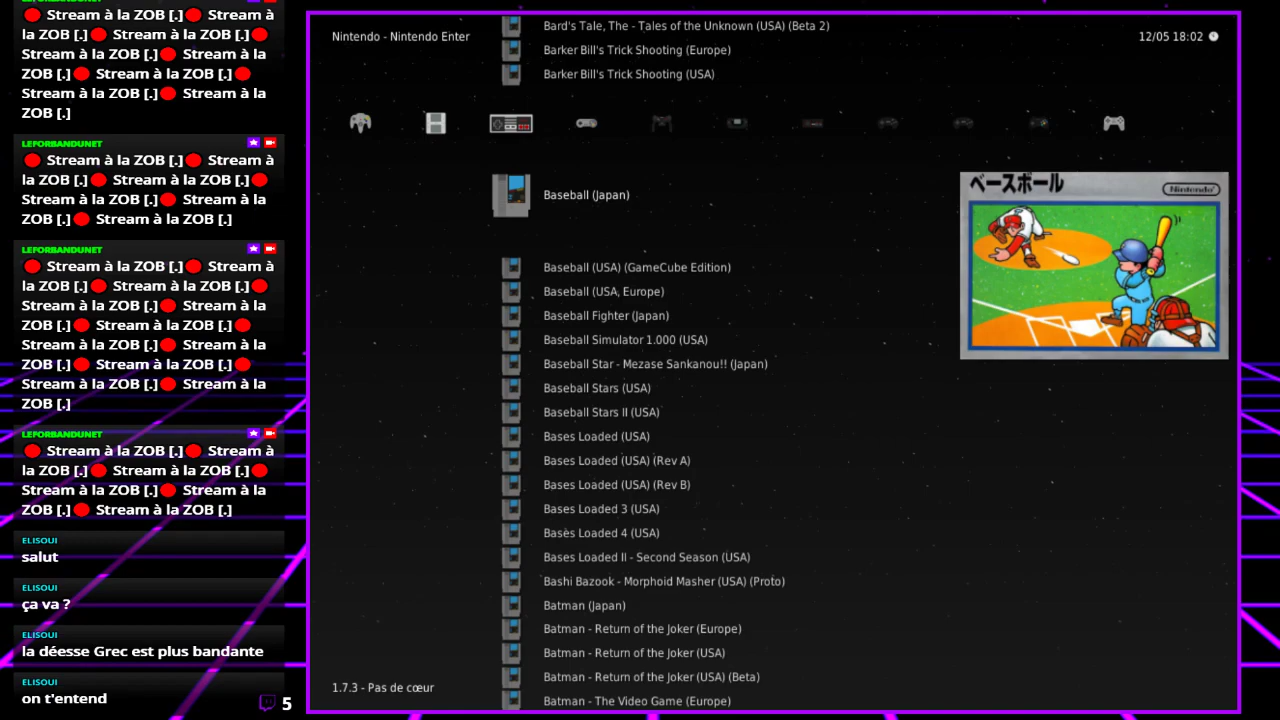 LEFORBANDUNET
Stream à la ZOB [.] Stream à
la ZOB [.] Stream à la ZOB [.]
Stream à la ZOB [.] Stream à la
ZOB [.] Stream à la ZOB [.]
Stream à la ZOB [.] Stream à la
ZOB [.]
LEFORBANDUNET
Stream à la ZOB [.] Stream à
la ZOB [.] Stream à la ZOB [.]
Stream à la ZOB [.] Stream à la
ZOB [.] Stream à la ZOB [.]
LEFORBANDUNET
Stream à la ZOB [.] Stream à
la ZOB [.] Stream à la ZOB [.]
Stream à la ZOB [.] Stream à la
ZOB [.] Stream à la ZOB [.]
Stream à la ZOB [.] Stream à la
ZOB [.] Stream à la ZOB [.]
Stream à la ZOB [.] Stream à la
ZOB [.]
LEFORBANDUNET
Stream à la ZOB [.] Stream à
la ZOB [.] Stream à la ZOB [.]
Stream à la ZOB [.] Stream à la
ZOB [.] Stream à la ZOB [.]
ELISOUI
salut
ELISOUI
ça va ?
ELISOUI
la déesse Grec est plus bandante
ELISOUI
on t'entend
5
Nintendo - Nintendo Enter
12/05 18:02
Bard's Tale, The - Tales of the Unknown (USA) (Beta 2)
Barker Bill's Trick Shooting (Europe)
Barker Bill's Trick Shooting (USA)
Baseball (Japan)
Baseball (USA) (GameCube Edition)
Baseball (USA, Europe)
Baseball Fighter (Japan)
Baseball Simulator 1.000 (USA)
Baseball Star - Mezase Sankanou!! (Japan)
Baseball Stars (USA)
Baseball Stars II (USA)
Bases Loaded (USA)
Bases Loaded (USA) (Rev A)
Bases Loaded (USA) (Rev B)
Bases Loaded 3 (USA)
Bases Loaded 4 (USA)
Bases Loaded II - Second Season (USA)
Bashi Bazook - Morphoid Masher (USA) (Proto)
Batman (Japan)
Batman - Return of the Joker (Europe)
Batman - Return of the Joker (USA)
Batman - Return of the Joker (USA) (Beta)
Batman - The Video Game (Europe)
1.7.3 - Pas de cœur
ベースボール
Nintendo